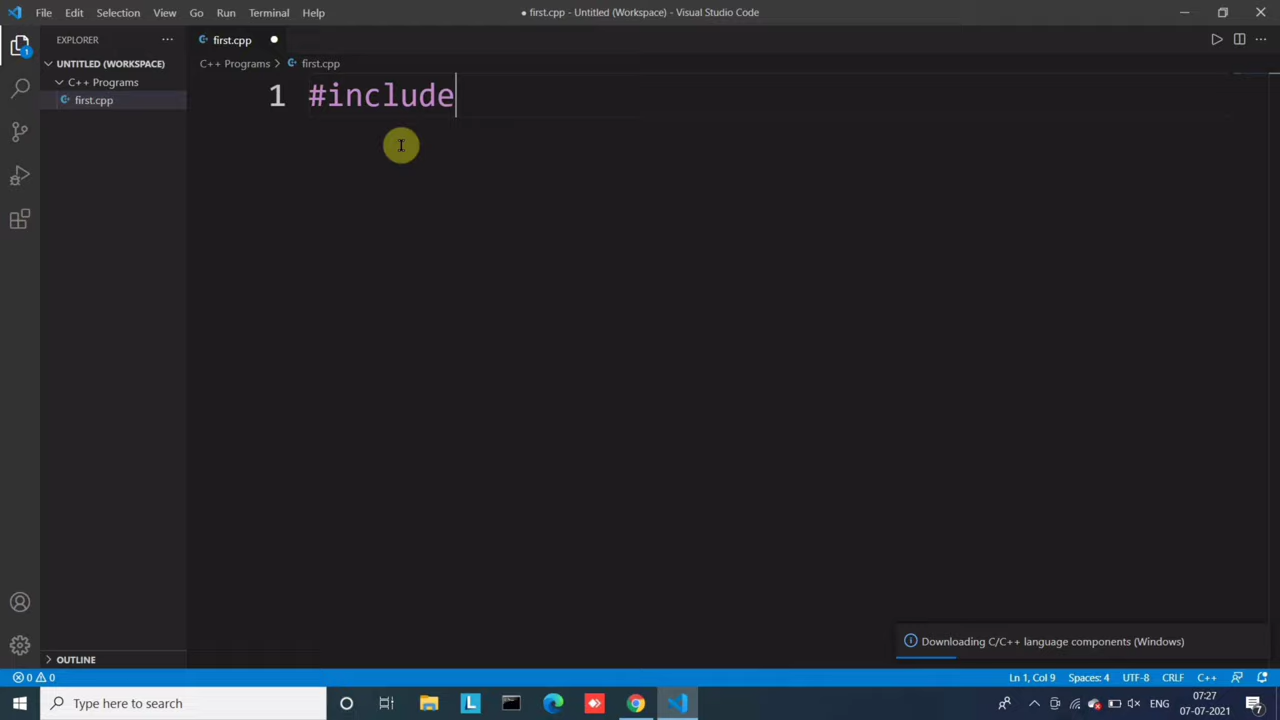 File Edit Selection View Go Run Terminal Help
● first.cpp - Untitled (Workspace) - Visual Studio Code
EXPLORER ···
first.cpp ●
UNTITLED (WORKSPACE)
C++ Programs > first.cpp
C++ Programs
first.cpp
1 #include
1
Downloading C/C++ language components (Windows)
OUTLINE
0 0
Ln 1, Col 9 Spaces: 4 UTF-8 CRLF C++
Type here to search
L
ENG
07:27
07-07-2021
7